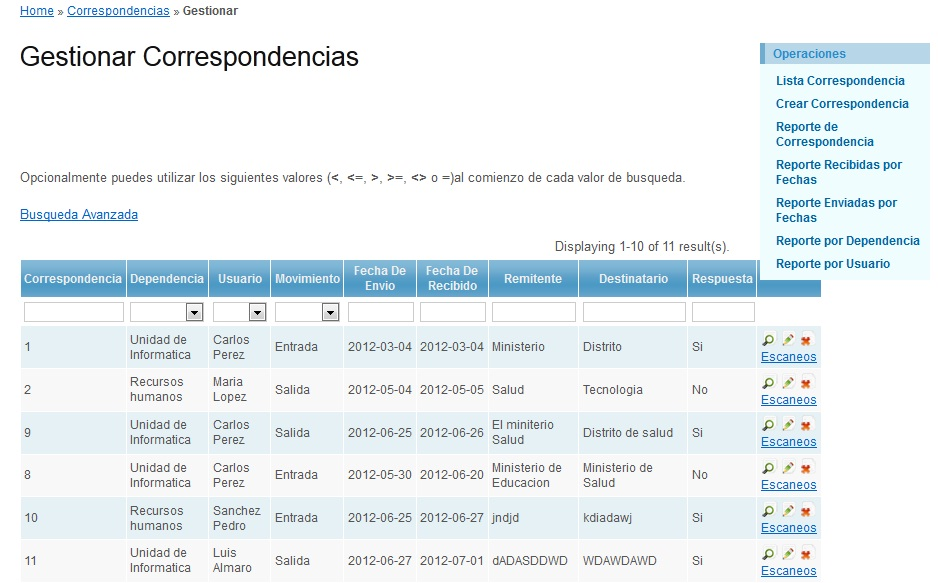 Home » Correspondencias » Gestionar
Gestionar Correspondencias
Operaciones
Lista Correspondencia
Crear Correspondencia
Reporte de
Correspondencia
Reporte Recibidas por
Fechas
Reporte Enviadas por
Fechas
Reporte por Dependencia
Reporte por Usuario
Opcionalmente puedes utilizar los siguientes valores (<, <=, >, >=, <> o =)al comienzo de cada valor de busqueda.
Busqueda Avanzada
Displaying 1-10 of 11 result(s).
Correspondencia Dependencia Usuario Movimiento Fecha De Envio Fecha De Recibido Remitente Destinatario Respuesta
1 Unidad de Informatica Carlos Perez Entrada 2012-03-04 2012-03-04 Ministerio Distrito Si Escaneos
2 Recursos humanos Maria Lopez Salida 2012-05-04 2012-05-05 Salud Tecnologia No Escaneos
9 Unidad de Informatica Carlos Perez Salida 2012-06-25 2012-06-26 El miniterio Salud Distrito de salud Si Escaneos
8 Unidad de Informatica Carlos Perez Entrada 2012-05-30 2012-06-20 Ministerio de Educacion Ministerio de Salud No Escaneos
10 Recursos humanos Sanchez Pedro Entrada 2012-06-25 2012-06-27 jndjd kdiadawj Si Escaneos
11 Unidad de Informatica Luis Almaro Salida 2012-06-27 2012-07-01 dADASDDWD WDAWDAWD Si Escaneos